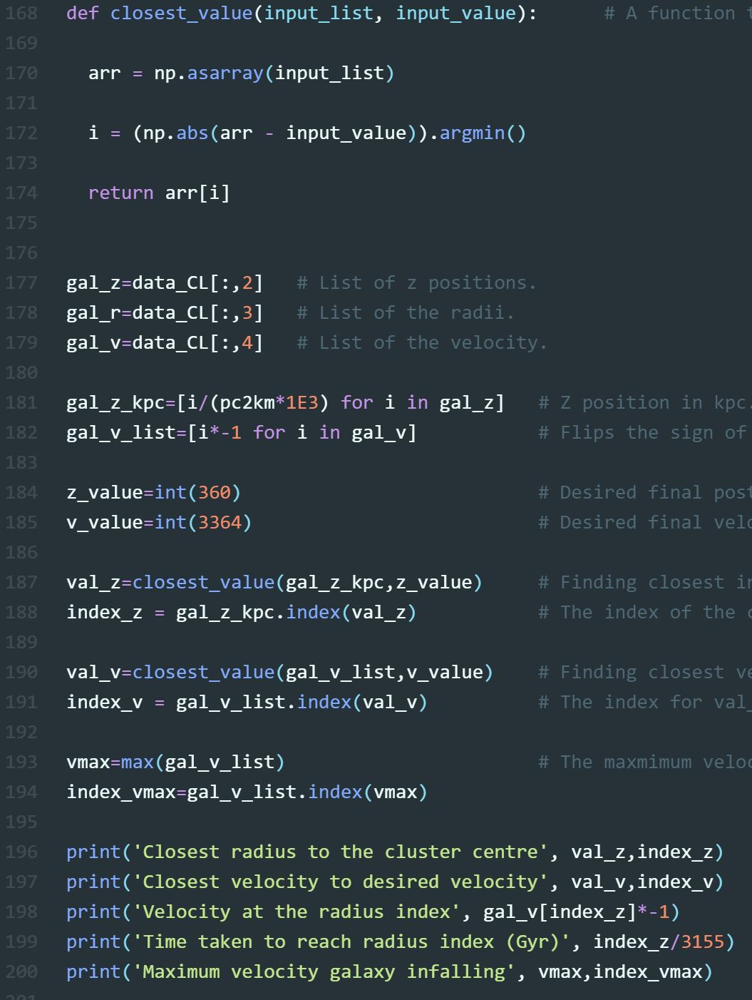 168 def closest_value(input_list, input_value): # A function
169
170 arr = np.asarray(input_list)
171
172 i = (np.abs(arr - input_value)).argmin()
173
174 return arr[i]
175
176
177 gal_z=data_CL[:,2] # List of z positions.
178 gal_r=data_CL[:,3] # List of the radii.
179 gal_v=data_CL[:,4] # List of the velocity.
180
181 gal_z_kpc=[i/(pc2km*1E3) for i in gal_z] # Z position in kpc.
182 gal_v_list=[i*-1 for i in gal_v] # Flips the sign of
183
184 z_value=int(360) # Desired final post
185 v_value=int(3364) # Desired final velo
186
187 val_z=closest_value(gal_z_kpc,z_value) # Finding closest in
188 index_z = gal_z_kpc.index(val_z) # The index of the c
189
190 val_v=closest_value(gal_v_list,v_value) # Finding closest ve
191 index_v = gal_v_list.index(val_v) # The index for val_
192
193 vmax=max(gal_v_list) # The maxmimum veloc
194 index_vmax=gal_v_list.index(vmax)
195
196 print('Closest radius to the cluster centre', val_z,index_z)
197 print('Closest velocity to desired velocity', val_v,index_v)
198 print('Velocity at the radius index', gal_v[index_z]*-1)
199 print('Time taken to reach radius index (Gyr)', index_z/3155)
200 print('Maximum velocity galaxy infalling', vmax,index_vmax)